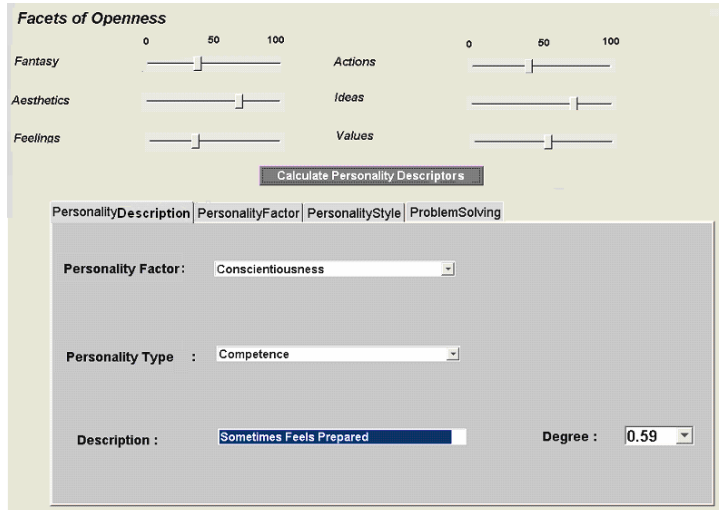 Facets of Openness
0 50 100 0 50 100
Fantasy Actions
Aesthetics Ideas
Feelings Values
Calculate Personality Descriptors
PersonalityDescription PersonalityFactor PersonalityStyle ProblemSolving
Personality Factor: Conscientiousness
Personality Type : Competence
Description : Sometimes Feels Prepared Degree : 0.59